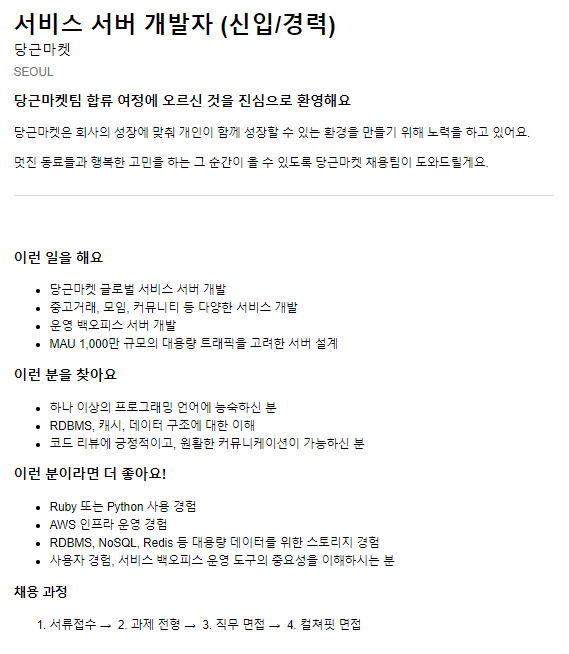 서비스 서버 개발자 (신입/경력)
당근마켓
SEOUL
당근마켓팀 합류 여정에 오르신 것을 진심으로 환영해요
당근마켓은 회사의 성장에 맞춰 개인이 함께 성장할 수 있는 환경을 만들기 위해 노력을 하고 있어요.
멋진 동료들과 행복한 고민을 하는 그 순간이 올 수 있도록 당근마켓 채용팀이 도와드릴게요.
이런 일을 해요
• 당근마켓 글로벌 서비스 서버 개발
• 중고거래, 모임, 커뮤니티 등 다양한 서비스 개발
• 운영 백오피스 서버 개발
• MAU 1,000만 규모의 대용량 트래픽을 고려한 서버 설계
이런 분을 찾아요
• 하나 이상의 프로그래밍 언어에 능숙하신 분
• RDBMS, 캐시, 데이터 구조에 대한 이해
• 코드 리뷰에 긍정적이고, 원활한 커뮤니케이션이 가능하신 분
이런 분이라면 더 좋아요!
• Ruby 또는 Python 사용 경험
• AWS 인프라 운영 경험
• RDBMS, NoSQL, Redis 등 대용량 데이터를 위한 스토리지 경험
• 사용자 경험, 서비스 백오피스 운영 도구의 중요성을 이해하시는 분
채용 과정
1. 서류접수 → 2. 과제 전형 → 3. 직무 면접 → 4. 컬쳐핏 면접